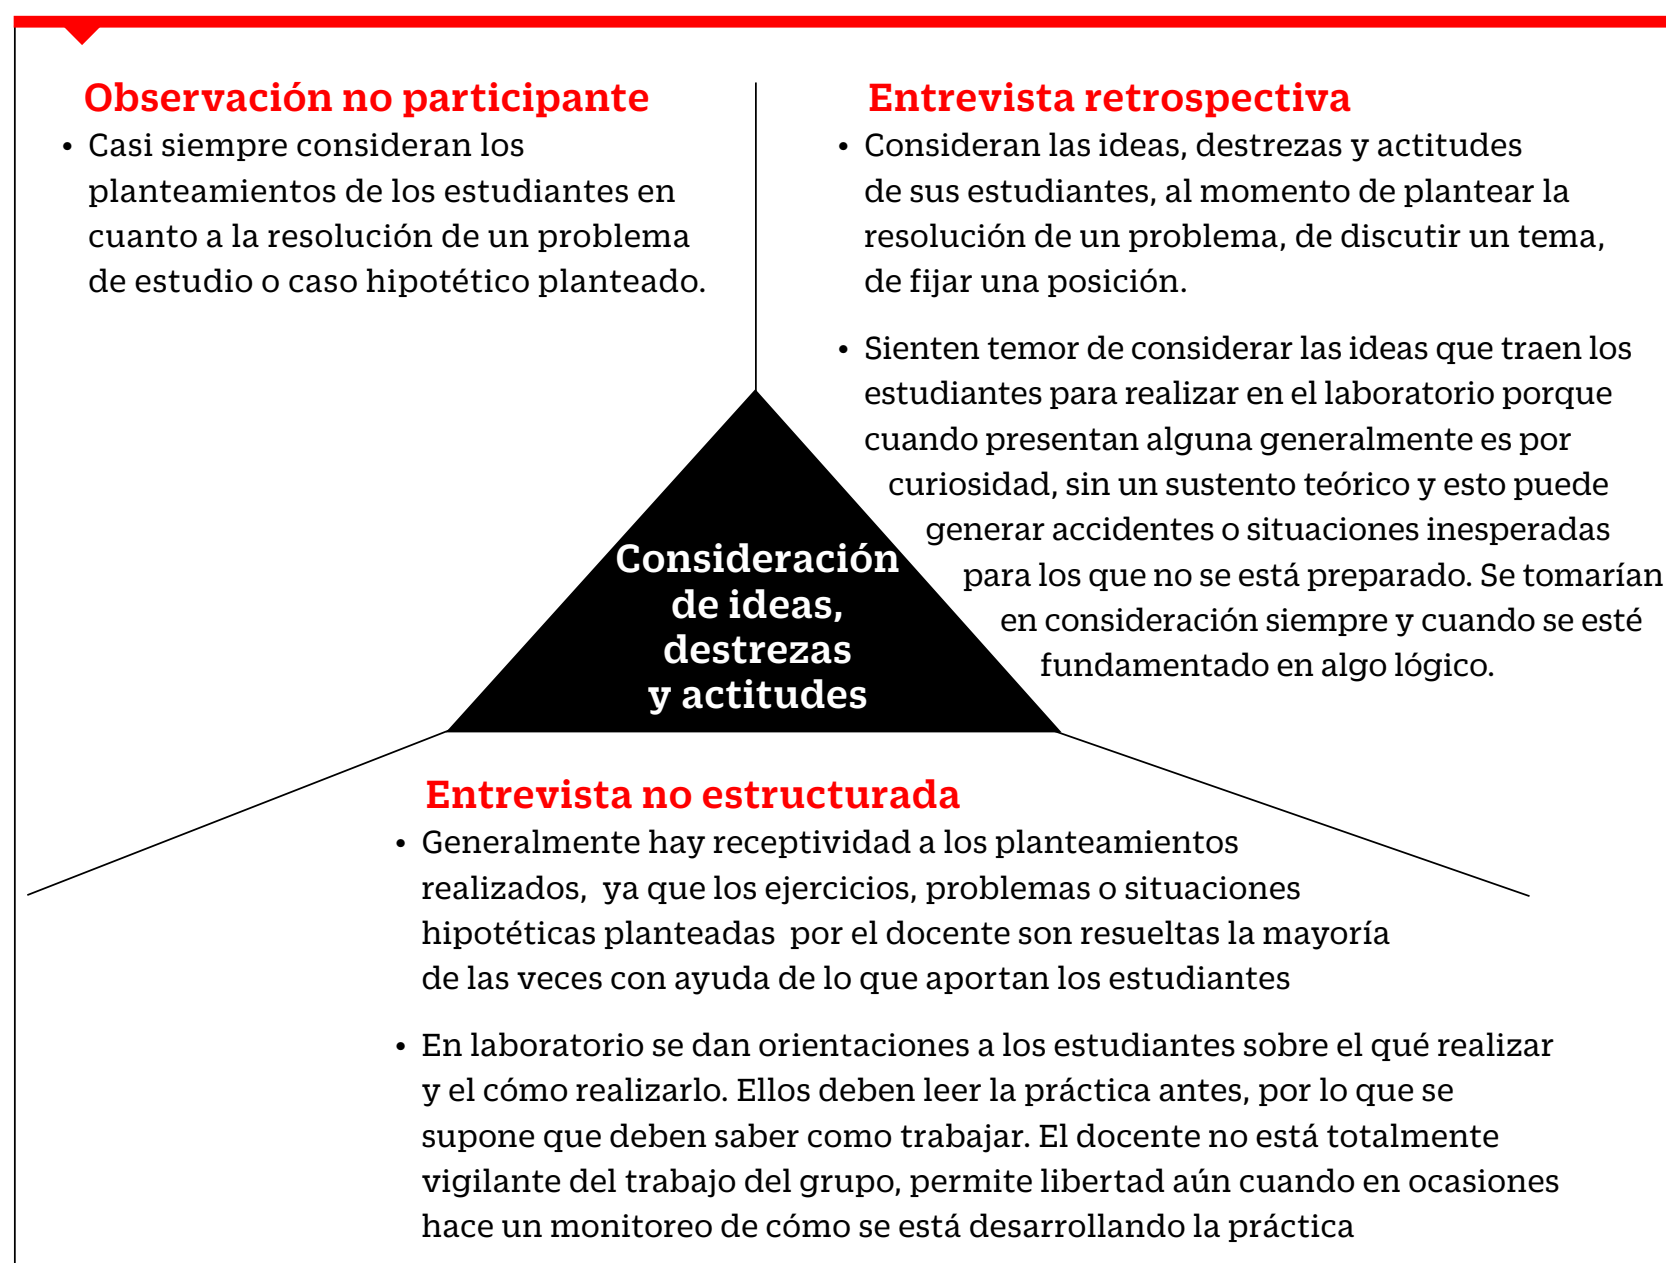 Observación no participante
• Casi siempre consideran los
planteamientos de los estudiantes en
cuanto a la resolución de un problema
de estudio o caso hipotético planteado.
Entrevista retrospectiva
• Consideran las ideas, destrezas y actitudes
de sus estudiantes, al momento de plantear la
resolución de un problema, de discutir un tema,
de fijar una posición.
• Sienten temor de considerar las ideas que traen los
estudiantes para realizar en el laboratorio porque
cuando presentan alguna generalmente es por
curiosidad, sin un sustento teórico y esto puede
generar accidentes o situaciones inesperadas
para los que no se está preparado. Se tomarían
en consideración siempre y cuando se esté
fundamentado en algo lógico.
Consideración
de ideas,
destrezas
y actitudes
Entrevista no estructurada
• Generalmente hay receptividad a los planteamientos
realizados, ya que los ejercicios, problemas o situaciones
hipotéticas planteadas por el docente son resueltas la mayoría
de las veces con ayuda de lo que aportan los estudiantes
• En laboratorio se dan orientaciones a los estudiantes sobre el qué realizar
y el cómo realizarlo. Ellos deben leer la práctica antes, por lo que se
supone que deben saber como trabajar. El docente no está totalmente
vigilante del trabajo del grupo, permite libertad aún cuando en ocasiones
hace un monitoreo de cómo se está desarrollando la práctica